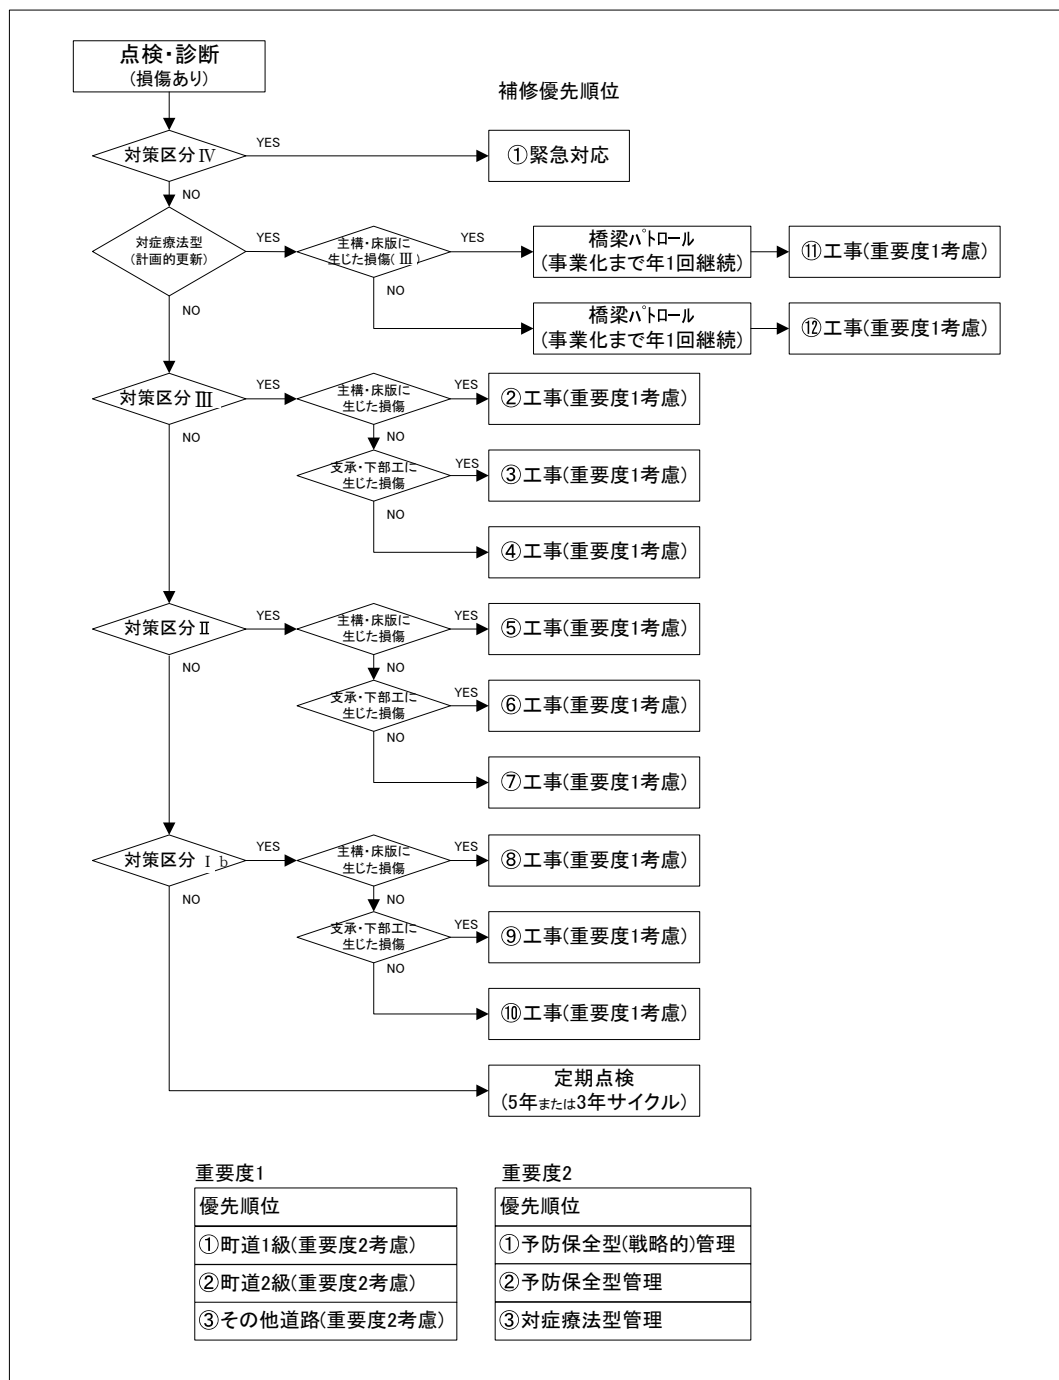 点検・診断
(損傷あり)
補修優先順位
対策区分Ⅳ
YES
①緊急対応
NO
対症療法型
(計画的更新)
YES
主構・床版に
生じた損傷(Ⅲ)
YES
橋梁パトロール
(事業化まで年1回継続)
⑪工事(重要度1考慮)
NO
NO
橋梁パトロール
(事業化まで年1回継続)
⑫工事(重要度1考慮)
対策区分Ⅲ
YES
主構・床版に
生じた損傷
YES
②工事(重要度1考慮)
NO
NO
支承・下部工に
生じた損傷
YES
③工事(重要度1考慮)
NO
④工事(重要度1考慮)
対策区分Ⅱ
YES
主構・床版に
生じた損傷
YES
⑤工事(重要度1考慮)
NO
NO
支承・下部工に
生じた損傷
YES
⑥工事(重要度1考慮)
NO
⑦工事(重要度1考慮)
対策区分 Ⅰb
YES
主構・床版に
生じた損傷
YES
⑧工事(重要度1考慮)
NO
NO
支承・下部工に
生じた損傷
YES
⑨工事(重要度1考慮)
NO
⑩工事(重要度1考慮)
定期点検
(5年または3年サイクル)
重要度1
優先順位
①町道1級(重要度2考慮)
②町道2級(重要度2考慮)
③その他道路(重要度2考慮)
重要度2
優先順位
①予防保全型(戦略的)管理
②予防保全型管理
③対症療法型管理